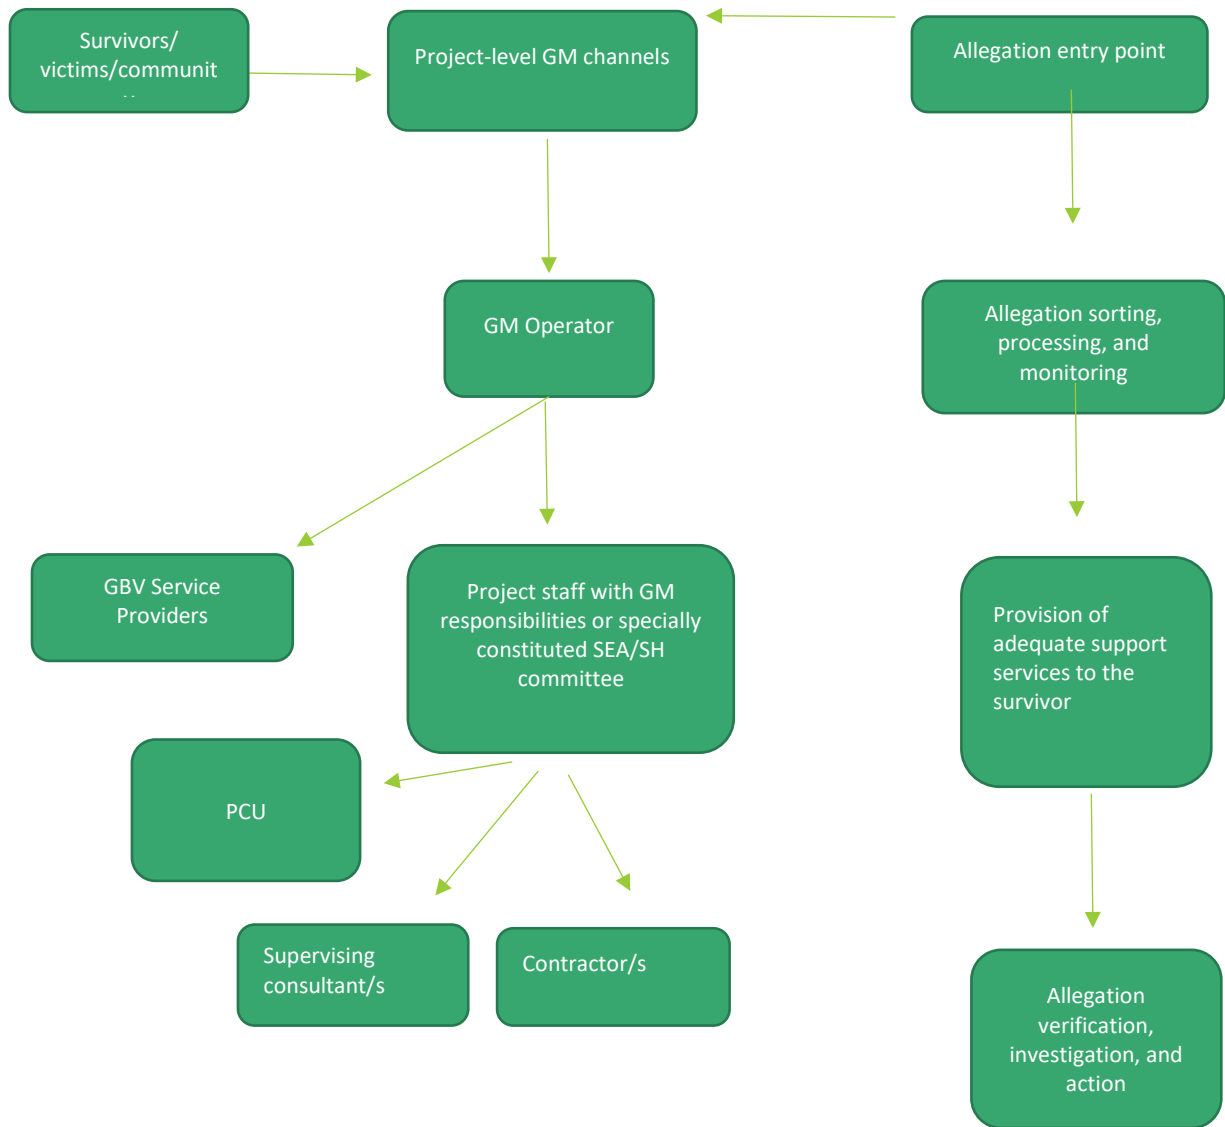 Survivors/
victims/communit
Project-level GM channels
Allegation entry point
GM Operator
Allegation sorting,
processing, and
monitoring
GBV Service
Providers
Project staff with GM
responsibilities or specially
constituted SEA/SH
committee
Provision of
adequate support
services to the
survivor
PCU
Supervising
consultant/s
Contractor/s
Allegation
verification,
investigation, and
action